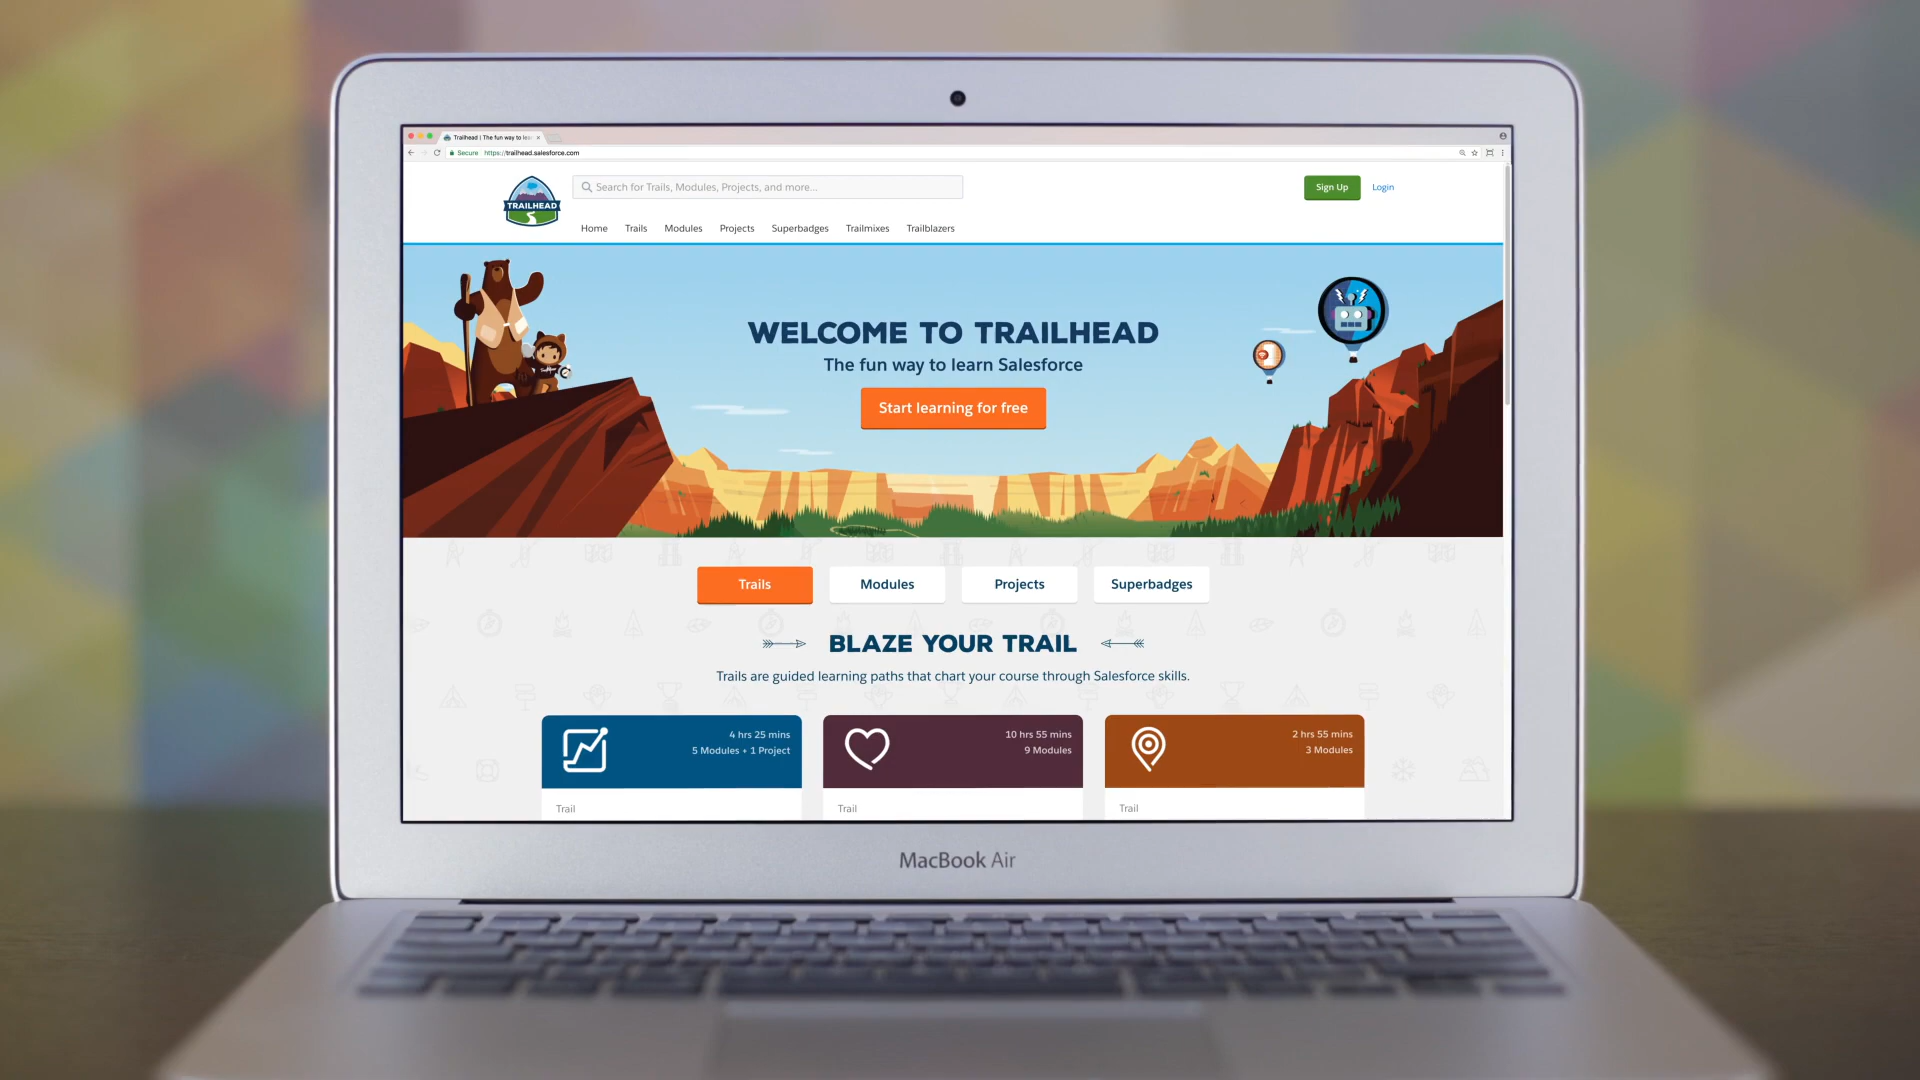 Trailhead | The fun way to lea
Secure https://trailhead.salesforce.com
TRAILHEAD
Search for Trails, Modules, Projects, and more...
Sign Up
Login
Home Trails Modules Projects Superbadges Trailmixes Trailblazers
WELCOME TO TRAILHEAD
The fun way to learn Salesforce
Start learning for free
Trails Modules Projects Superbadges
BLAZE YOUR TRAIL
Trails are guided learning paths that chart your course through Salesforce skills.
4 hrs 25 mins
5 Modules + 1 Project
10 hrs 55 mins
9 Modules
2 hrs 55 mins
3 Modules
Trail
Trail
Trail
MacBook Air